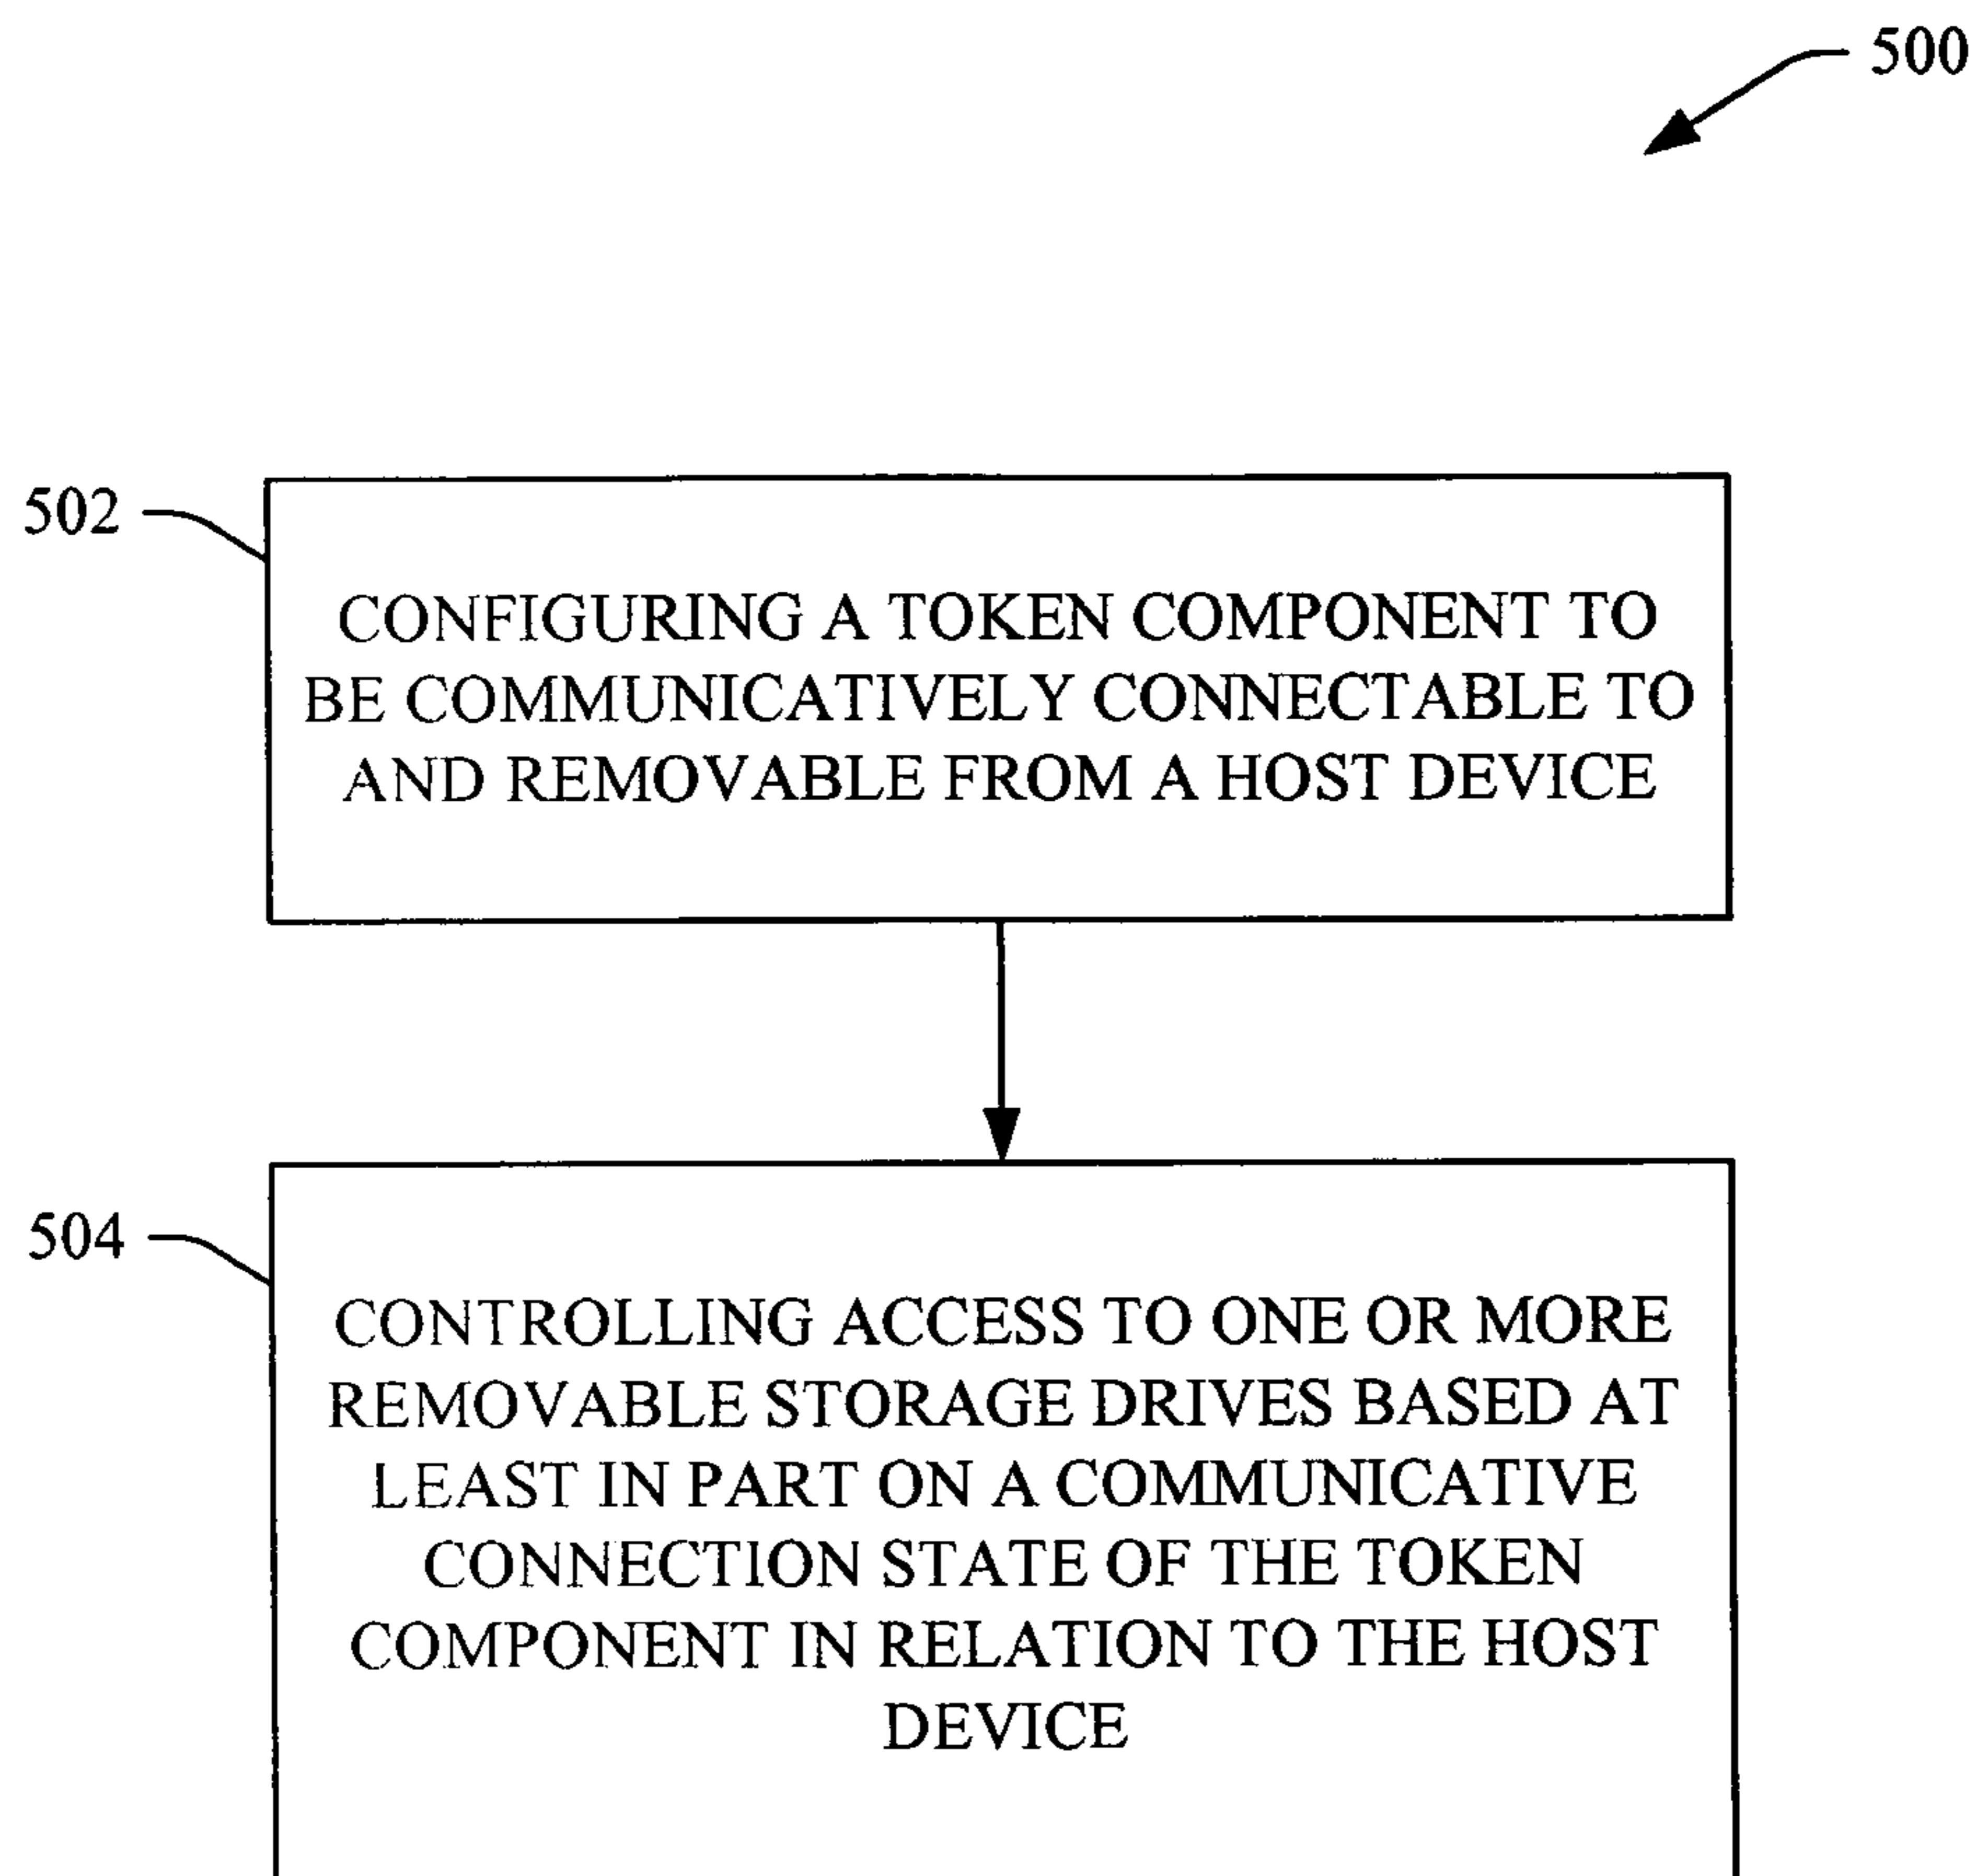 500
502
CONFIGURING A TOKEN COMPONENT TO
BE COMMUNICATIVELY CONNECTABLE TO
AND REMOVABLE FROM A HOST DEVICE
504
CONTROLLING ACCESS TO ONE OR MORE
REMOVABLE STORAGE DRIVES BASED AT
LEAST IN PART ON A COMMUNICATIVE
CONNECTION STATE OF THE TOKEN
COMPONENT IN RELATION TO THE HOST
DEVICE